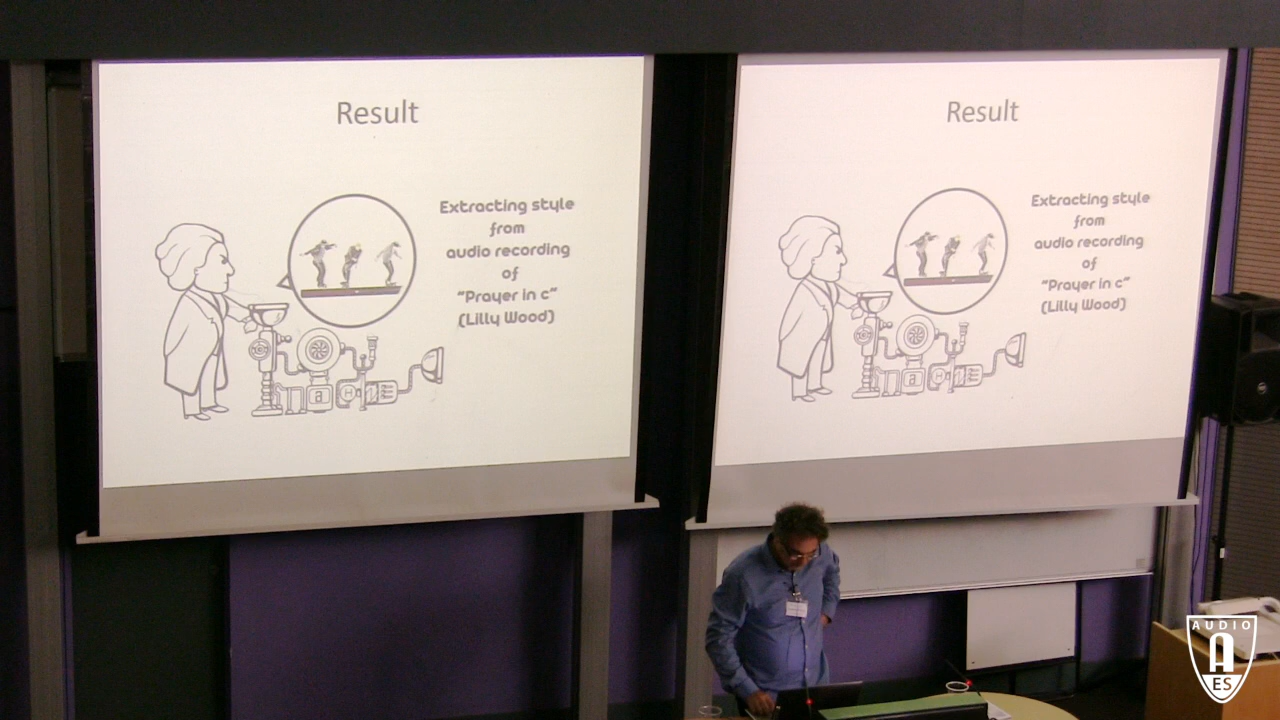 Result
Extracting style
from
audio recording
of
"Prayer in c"
(Lilly Wood)
Result
Extracting style
from
audio recording
of
"Prayer in c"
(Lilly Wood)
AUDIO
A
ES